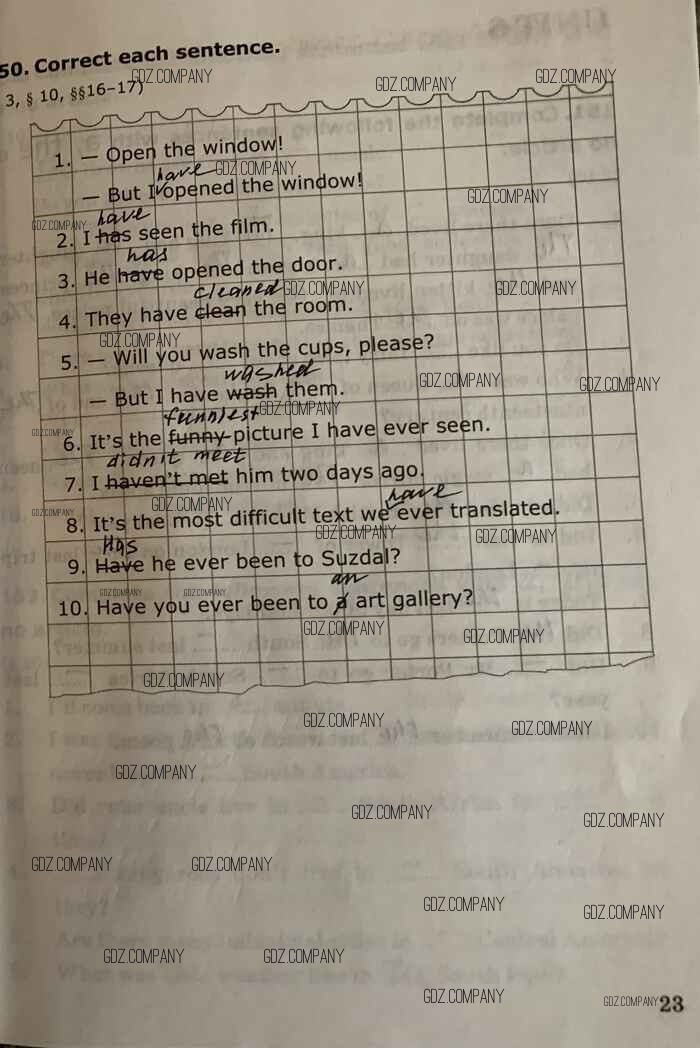 50. Correct each sentence.
3, § 10, §§16–17)
1. — Open the window!
have
— But I opened the window!
have
2. I has seen the film.
has
3. He have opened the door.
cleaned
4. They have clean the room.
5. — Will you wash the cups, please?
washed
— But I have wash them.
funniest
6. It's the funny picture I have ever seen.
didn't meet
7. I haven't met him two days ago.
have
8. It's the most difficult text we ever translated.
Has
9. Have he ever been to Suzdal?
an
10. Have you ever been to a art gallery?
GDZ.COMPANY
23